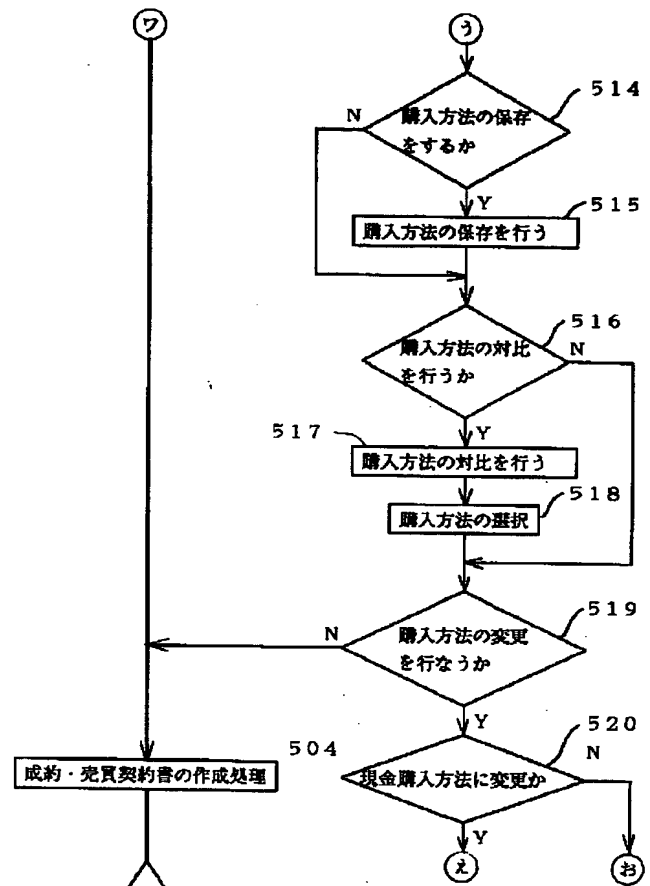 ワ
う
514
購入方法の保存
をするか
N
Y
515
購入方法の保存を行う
516
購入方法の対比
を行うか
N
517
Y
購入方法の対比を行う
518
購入方法の選択
519
購入方法の変更
を行なうか
N
Y
504
成約・売買契約書の作成処理
520
現金購入方法に変更か
N
Y
え
お